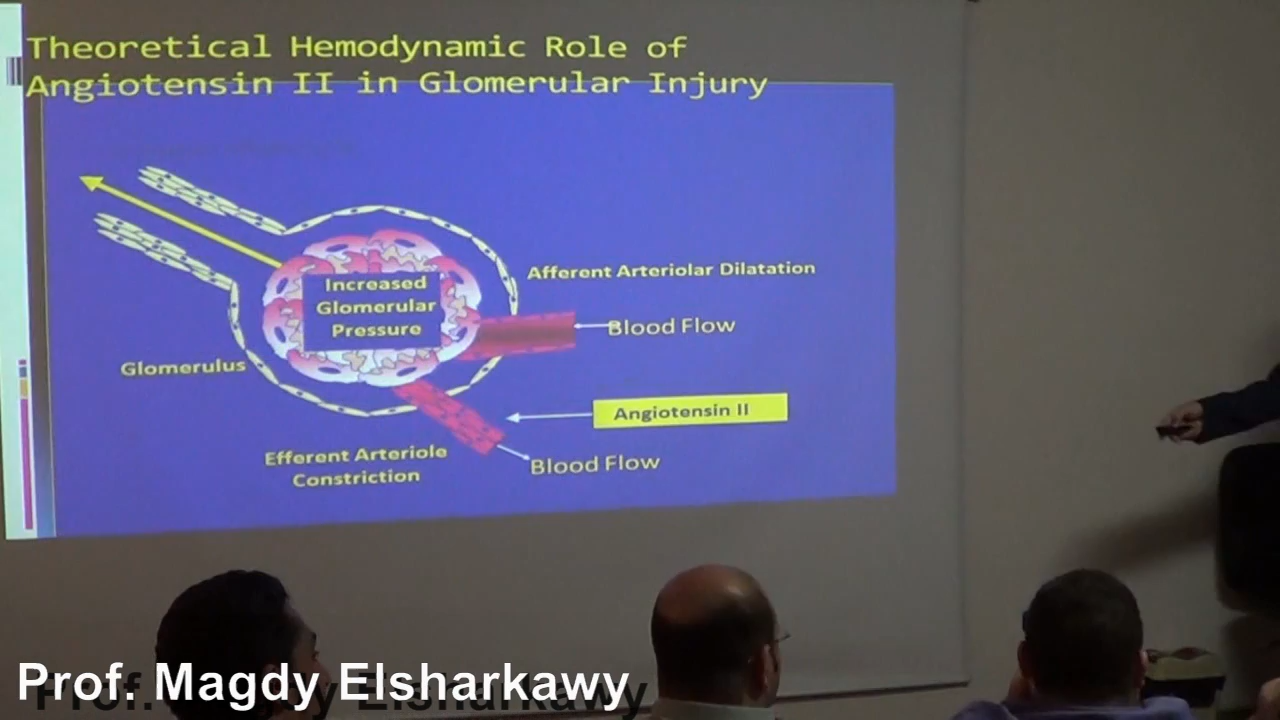 Theoretical Hemodynamic Role of
Angiotensin II in Glomerular Injury
Increased
Glomerular
Pressure
Afferent Arteriolar Dilatation
Blood Flow
Glomerulus
Angiotensin II
Efferent Arteriole
Constriction
Blood Flow
Prof. Magdy Elsharkawy